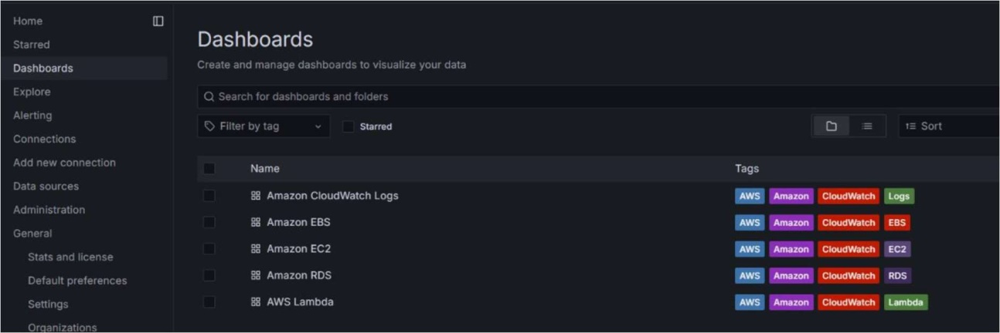 Home
Starred
Dashboards
Explore
Alerting
Connections
Add new connection
Data sources
Administration
General
Stats and license
Default preferences
Settings
Organizations
Dashboards
Create and manage dashboards to visualize your data
Search for dashboards and folders
Filter by tag Starred Sort
Name Tags
Amazon CloudWatch Logs AWS Amazon CloudWatch Logs
Amazon EBS AWS Amazon CloudWatch EBS
Amazon EC2 AWS Amazon CloudWatch EC2
Amazon RDS AWS Amazon CloudWatch RDS
AWS Lambda AWS Amazon CloudWatch Lambda